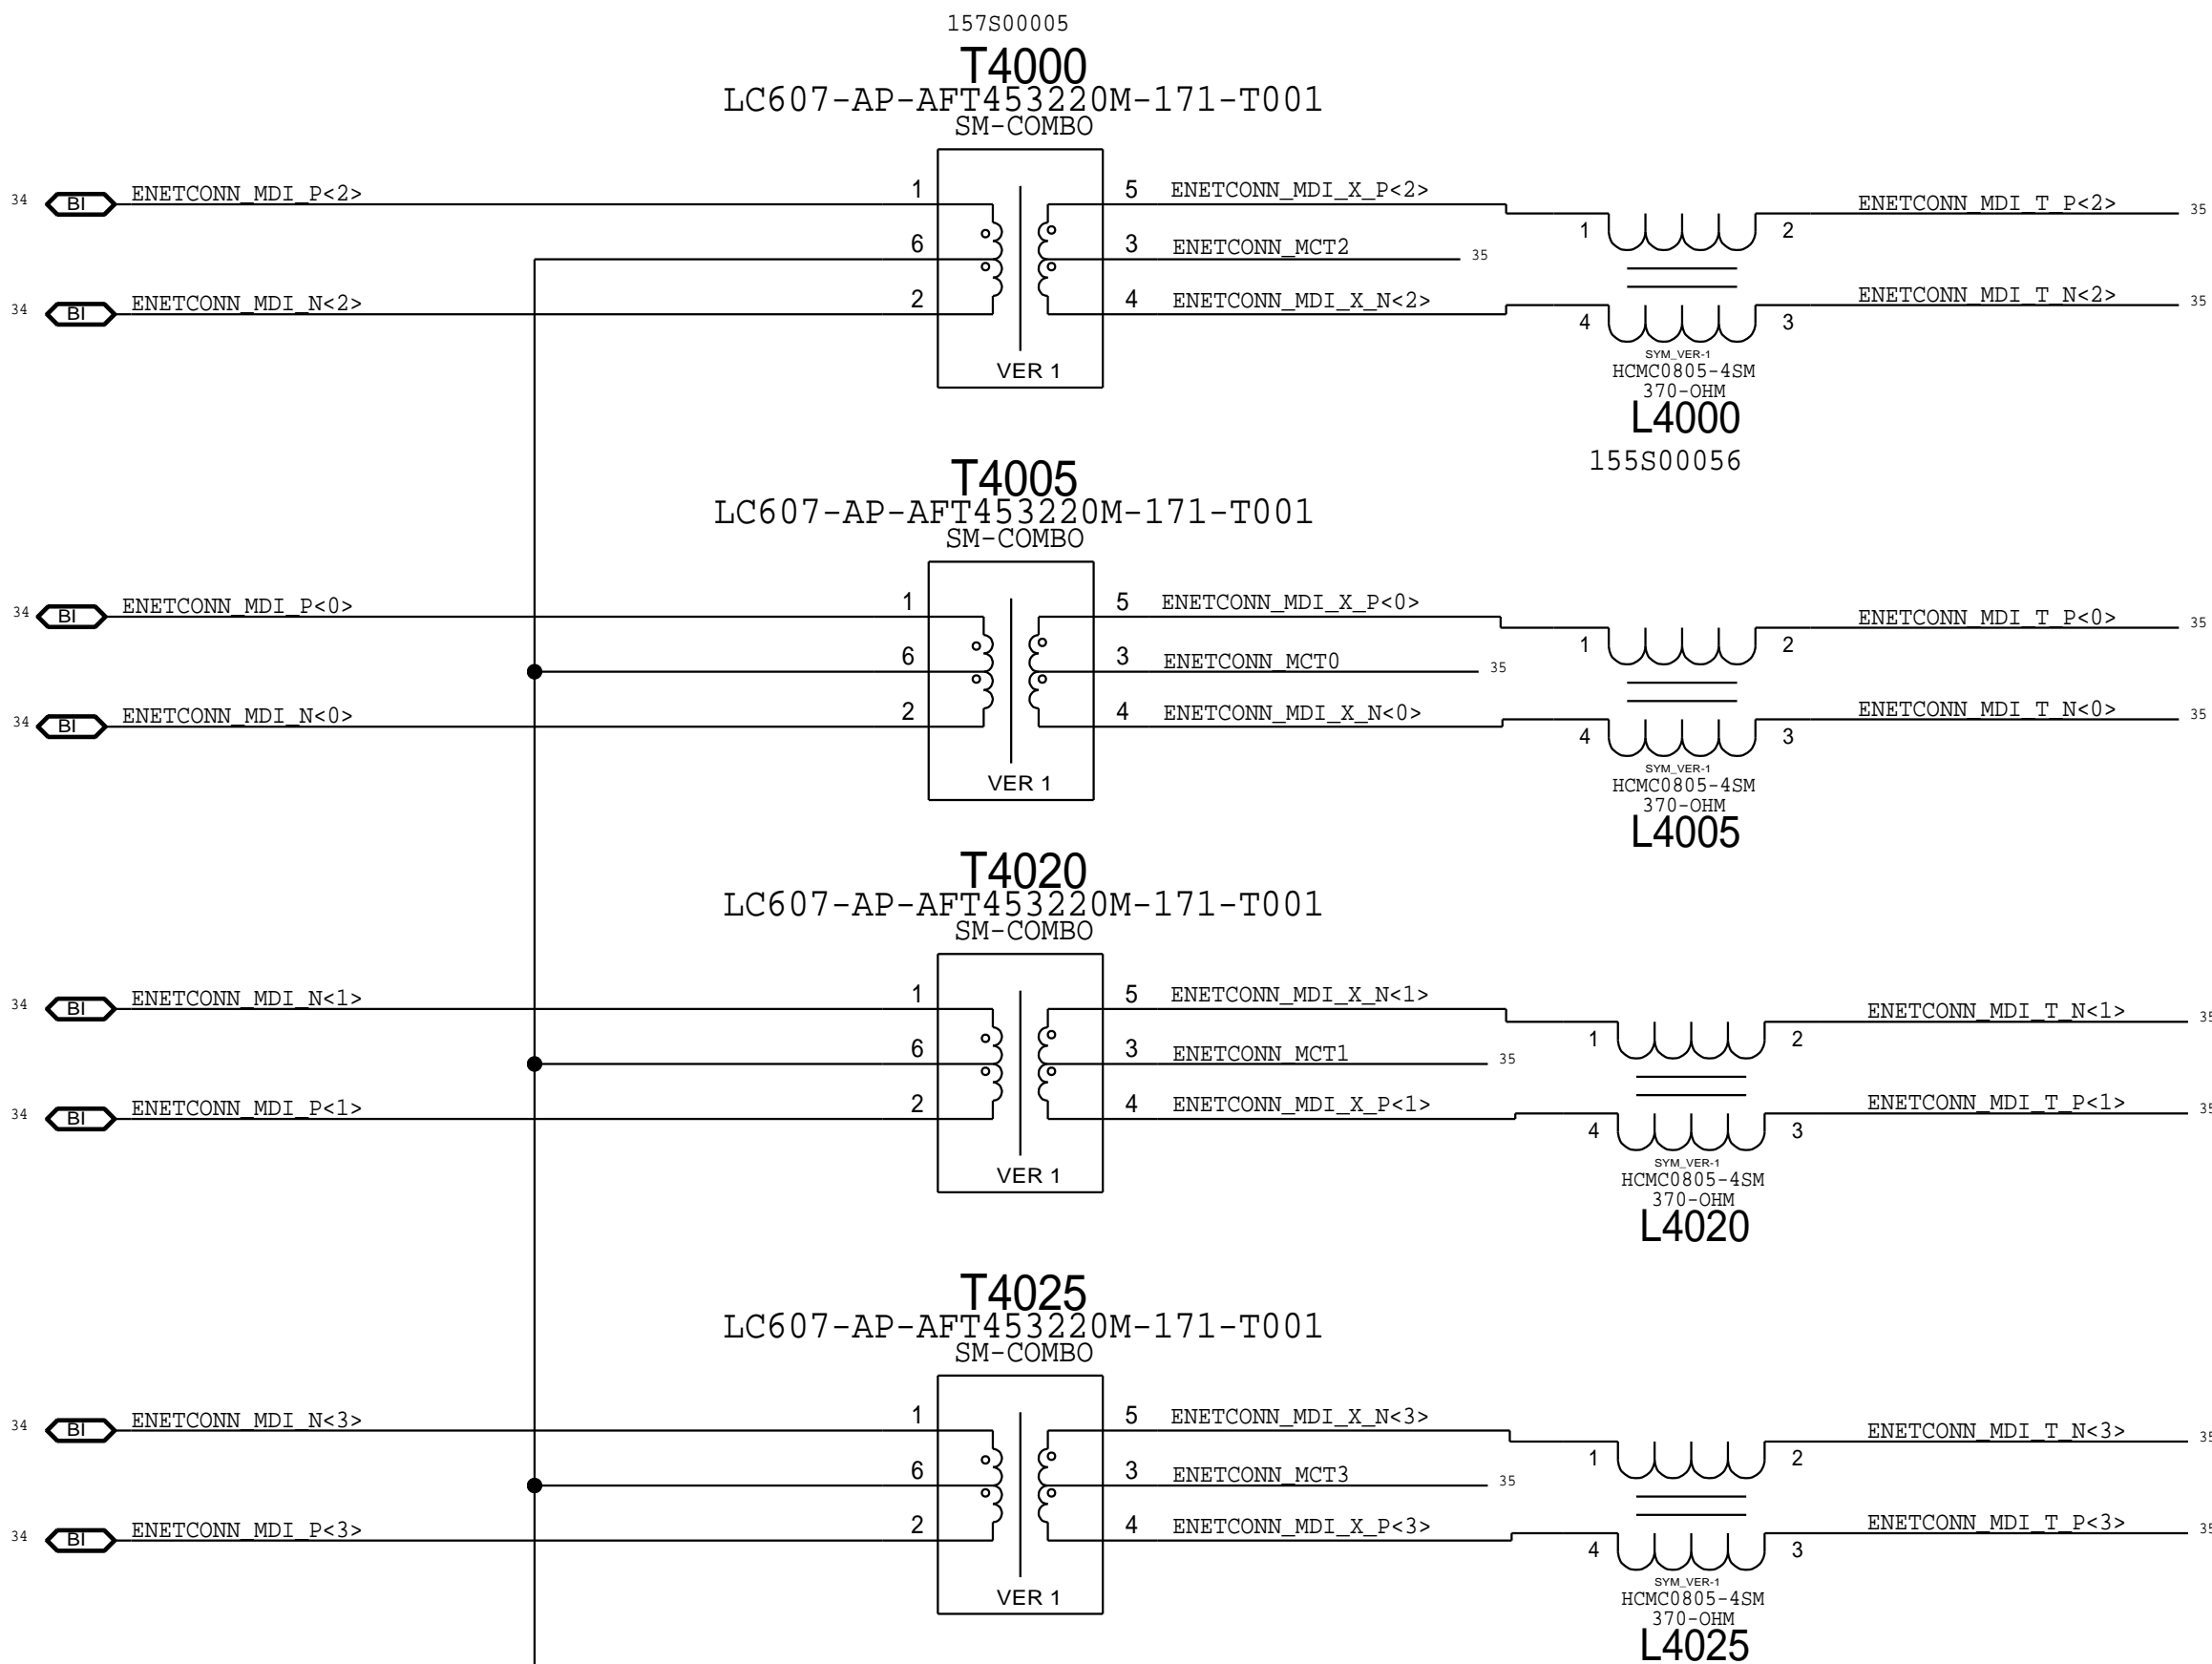 157S00005
T4000
LC607-AP-AFT453220M-171-T001
SM-COMBO
34 BI ENETCONN_MDI_P<2> 1 5 ENETCONN_MDI_X_P<2> 1 2 ENETCONN_MDI_T_P<2> 35
6 3 ENETCONN_MCT2 35
34 BI ENETCONN_MDI_N<2> 2 4 ENETCONN_MDI_X_N<2> 4 3 ENETCONN_MDI_T_N<2> 35
VER 1
SYM_VER-1
HCMC0805-4SM
370-OHM
L4000
155S00056
T4005
LC607-AP-AFT453220M-171-T001
SM-COMBO
34 BI ENETCONN_MDI_P<0> 1 5 ENETCONN_MDI_X_P<0> 1 2 ENETCONN_MDI_T_P<0> 35
6 3 ENETCONN_MCT0 35
34 BI ENETCONN_MDI_N<0> 2 4 ENETCONN_MDI_X_N<0> 4 3 ENETCONN_MDI_T_N<0> 35
VER 1
SYM_VER-1
HCMC0805-4SM
370-OHM
L4005
T4020
LC607-AP-AFT453220M-171-T001
SM-COMBO
34 BI ENETCONN_MDI_N<1> 1 5 ENETCONN_MDI_X_N<1> 1 2 ENETCONN_MDI_T_N<1> 35
6 3 ENETCONN_MCT1 35
34 BI ENETCONN_MDI_P<1> 2 4 ENETCONN_MDI_X_P<1> 4 3 ENETCONN_MDI_T_P<1> 35
VER 1
SYM_VER-1
HCMC0805-4SM
370-OHM
L4020
T4025
LC607-AP-AFT453220M-171-T001
SM-COMBO
34 BI ENETCONN_MDI_N<3> 1 5 ENETCONN_MDI_X_N<3> 1 2 ENETCONN_MDI_T_N<3> 35
6 3 ENETCONN_MCT3 35
34 BI ENETCONN_MDI_P<3> 2 4 ENETCONN_MDI_X_P<3> 4 3 ENETCONN_MDI_T_P<3> 35
VER 1
SYM_VER-1
HCMC0805-4SM
370-OHM
L4025